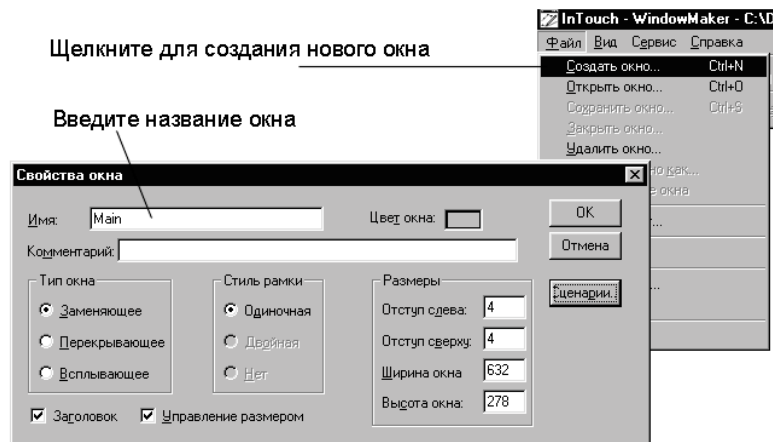 InTouch - WindowMaker - C:\D
Файл Вид Сервис Справка
Щелкните для создания нового окна
Создать окно... Ctrl+N
Открыть окно... Ctrl+O
Сохранить окно... Ctrl+S
Закрыть окно...
Удалить окно...
Введите название окна
но как...
е окна
Свойства окна
Имя: Main
Цвет окна:
OK
Комментарий:
Отмена
Тип окна
Стиль рамки
Размеры
Сценарии.
Заменяющее
Одиночная
Отступ слева: 4
Перекрывающее
Двойная
Отступ сверху: 4
Всплывающее
Нет
Ширина окна 632
Высота окна: 278
Заголовок
Управление размером